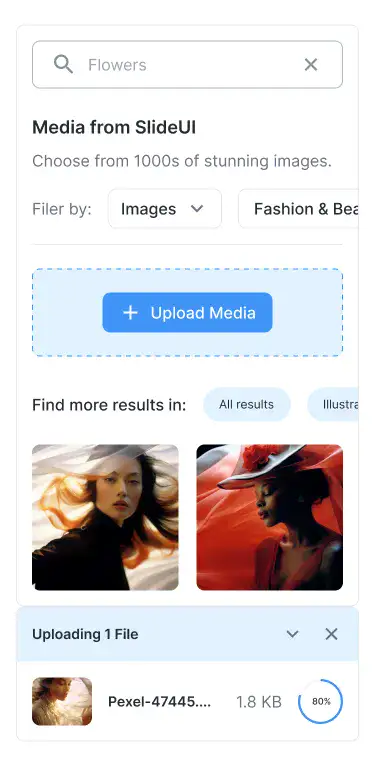 Flowers
Media from SlideUI
Choose from 1000s of stunning images.
Filer by: Images Fashion & Bea
Upload Media
Find more results in: All results Illustra
Uploading 1 File
Pexel-47445.... 1.8 KB 80%